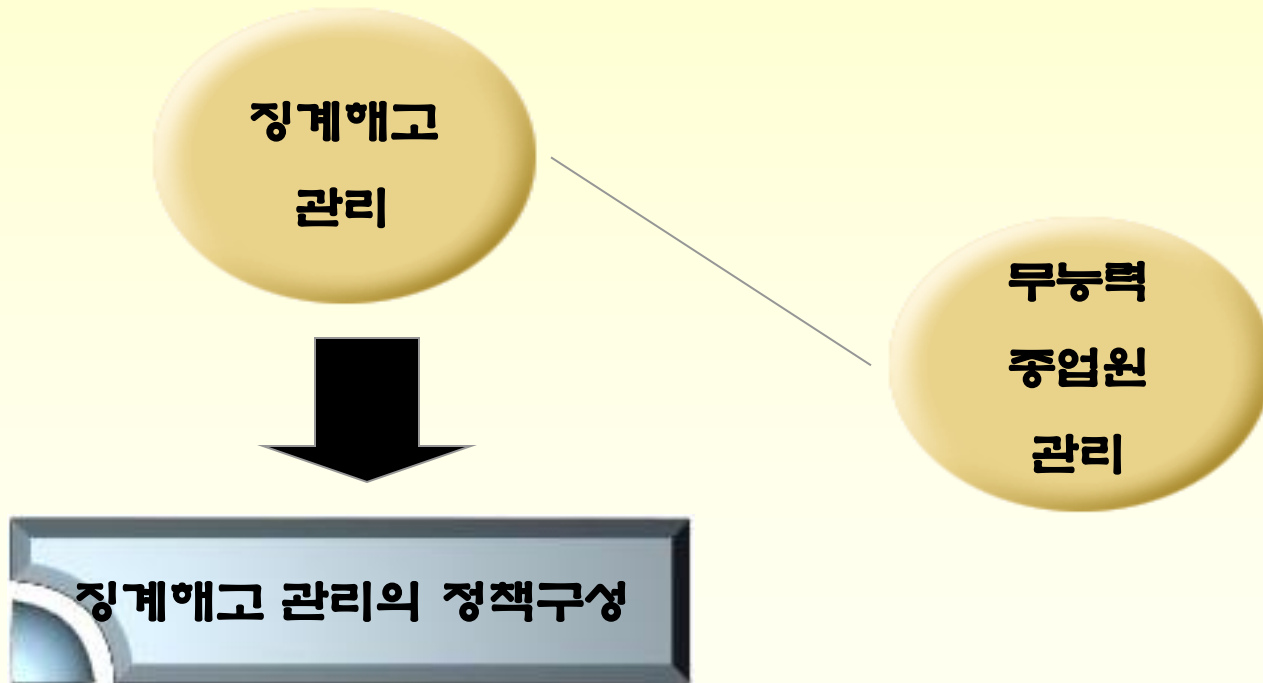 징계해고
관리
무능력
종업원
관리
징계해고 관리의 정책구성